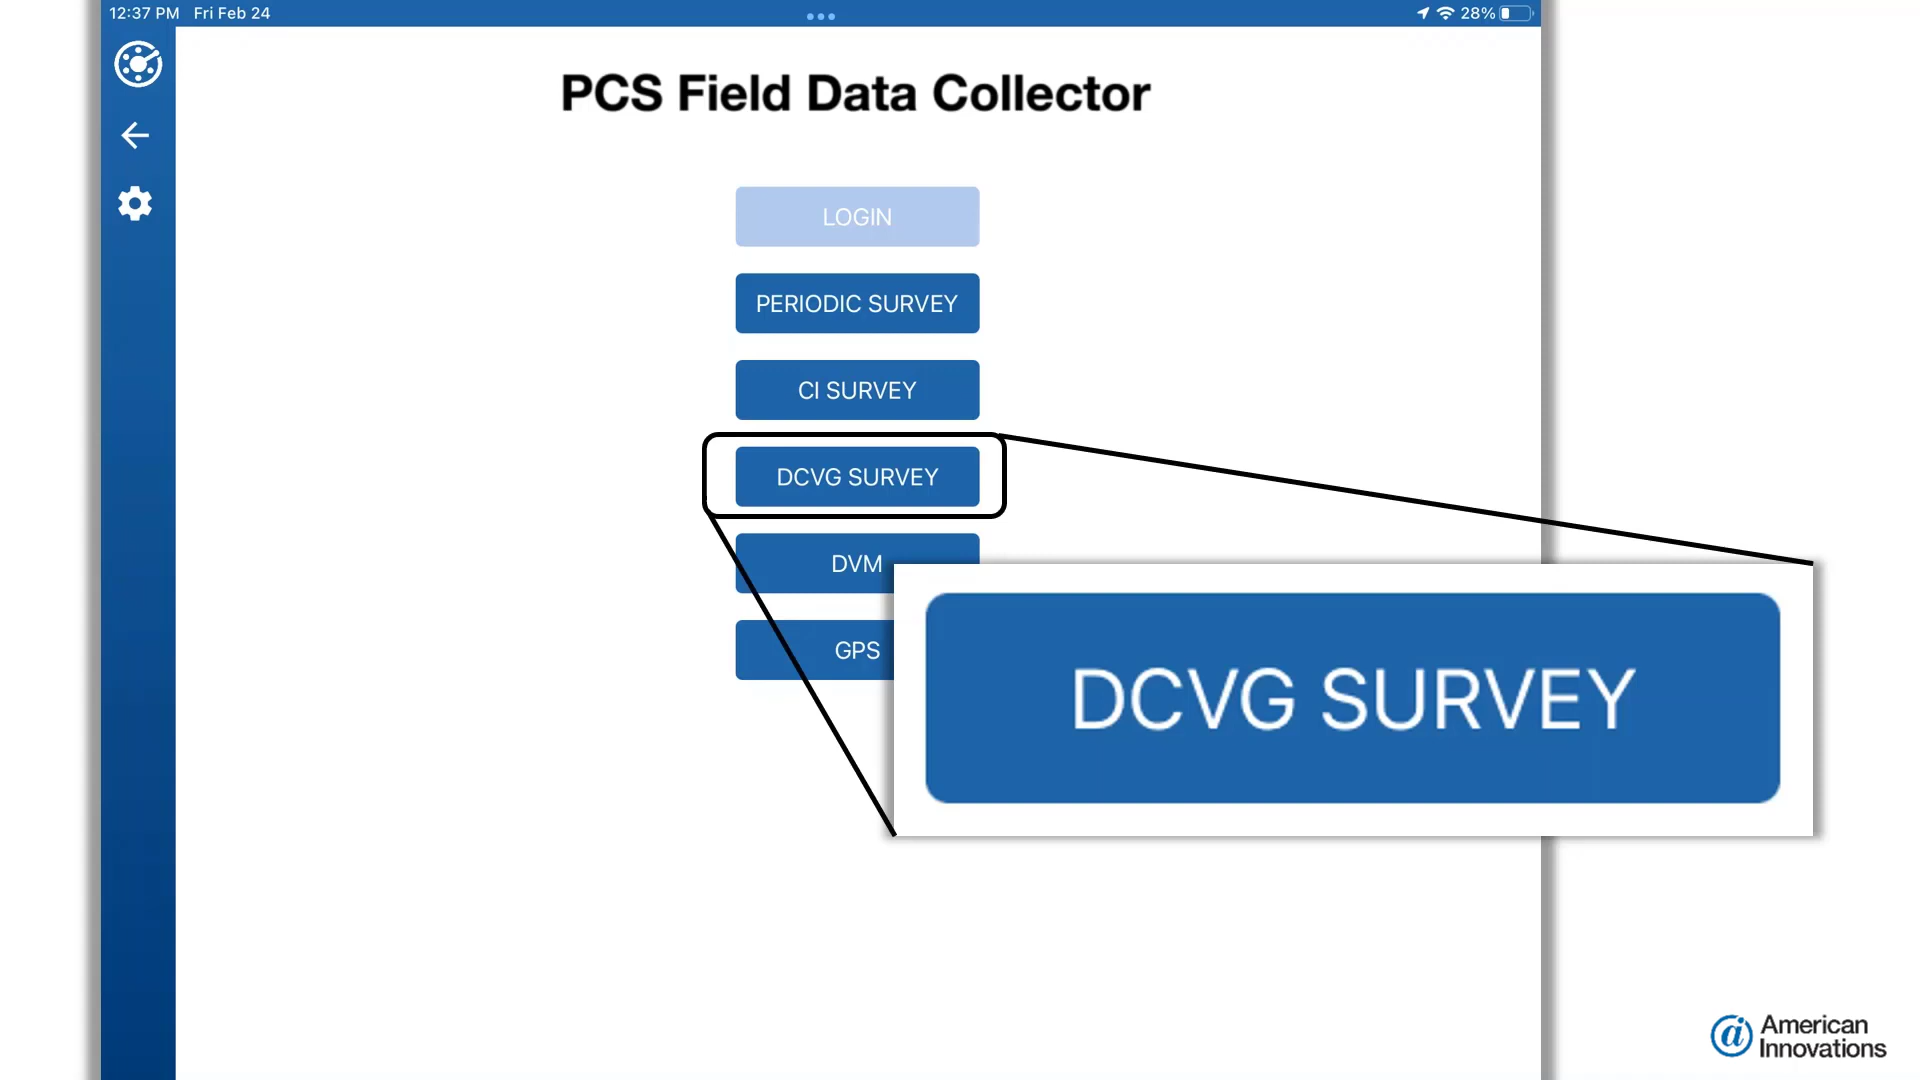 12:37 PM Fri Feb 24
28%
PCS Field Data Collector
LOGIN
PERIODIC SURVEY
CI SURVEY
DCVG SURVEY
DVM
GPS
DCVG SURVEY
American
Innovations